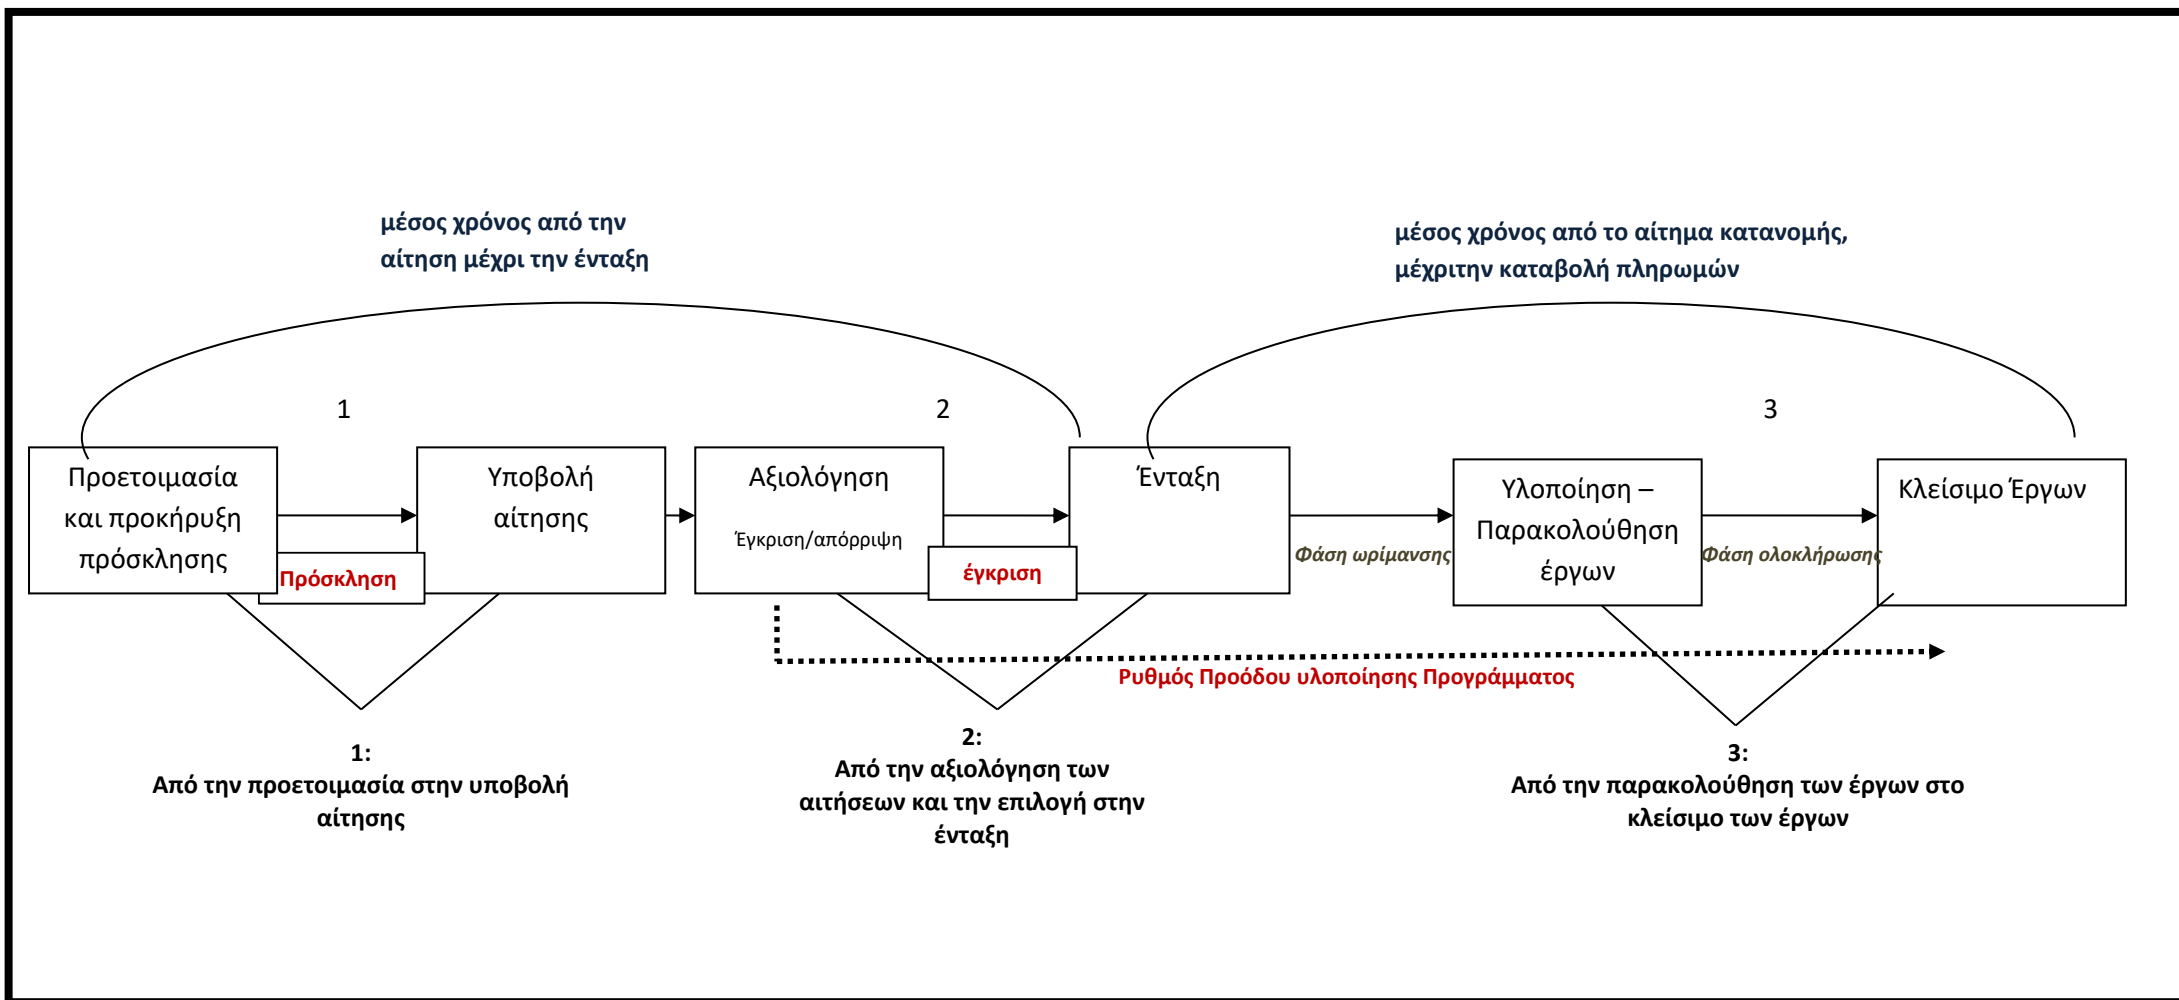 μέσος χρόνος από την
αίτηση μέχρι την ένταξη
μέσος χρόνος από το αίτημα κατανομής,
μέχριτην καταβολή πληρωμών
1
2
3
Προετοιμασία
και προκήρυξη
πρόσκλησης
Πρόσκληση
Υποβολή
αίτησης
Αξιολόγηση
Έγκριση/απόρριψη
έγκριση
Ένταξη
Φάση ωρίμανσης
Υλοποίηση –
Παρακολούθηση
έργων
Φάση ολοκλήρωσης
Κλείσιμο Έργων
Ρυθμός Προόδου υλοποίησης Προγράμματος
1:
Από την προετοιμασία στην υποβολή
αίτησης
2:
Από την αξιολόγηση των
αιτήσεων και την επιλογή στην
ένταξη
3:
Από την παρακολούθηση των έργων στο
κλείσιμο των έργων